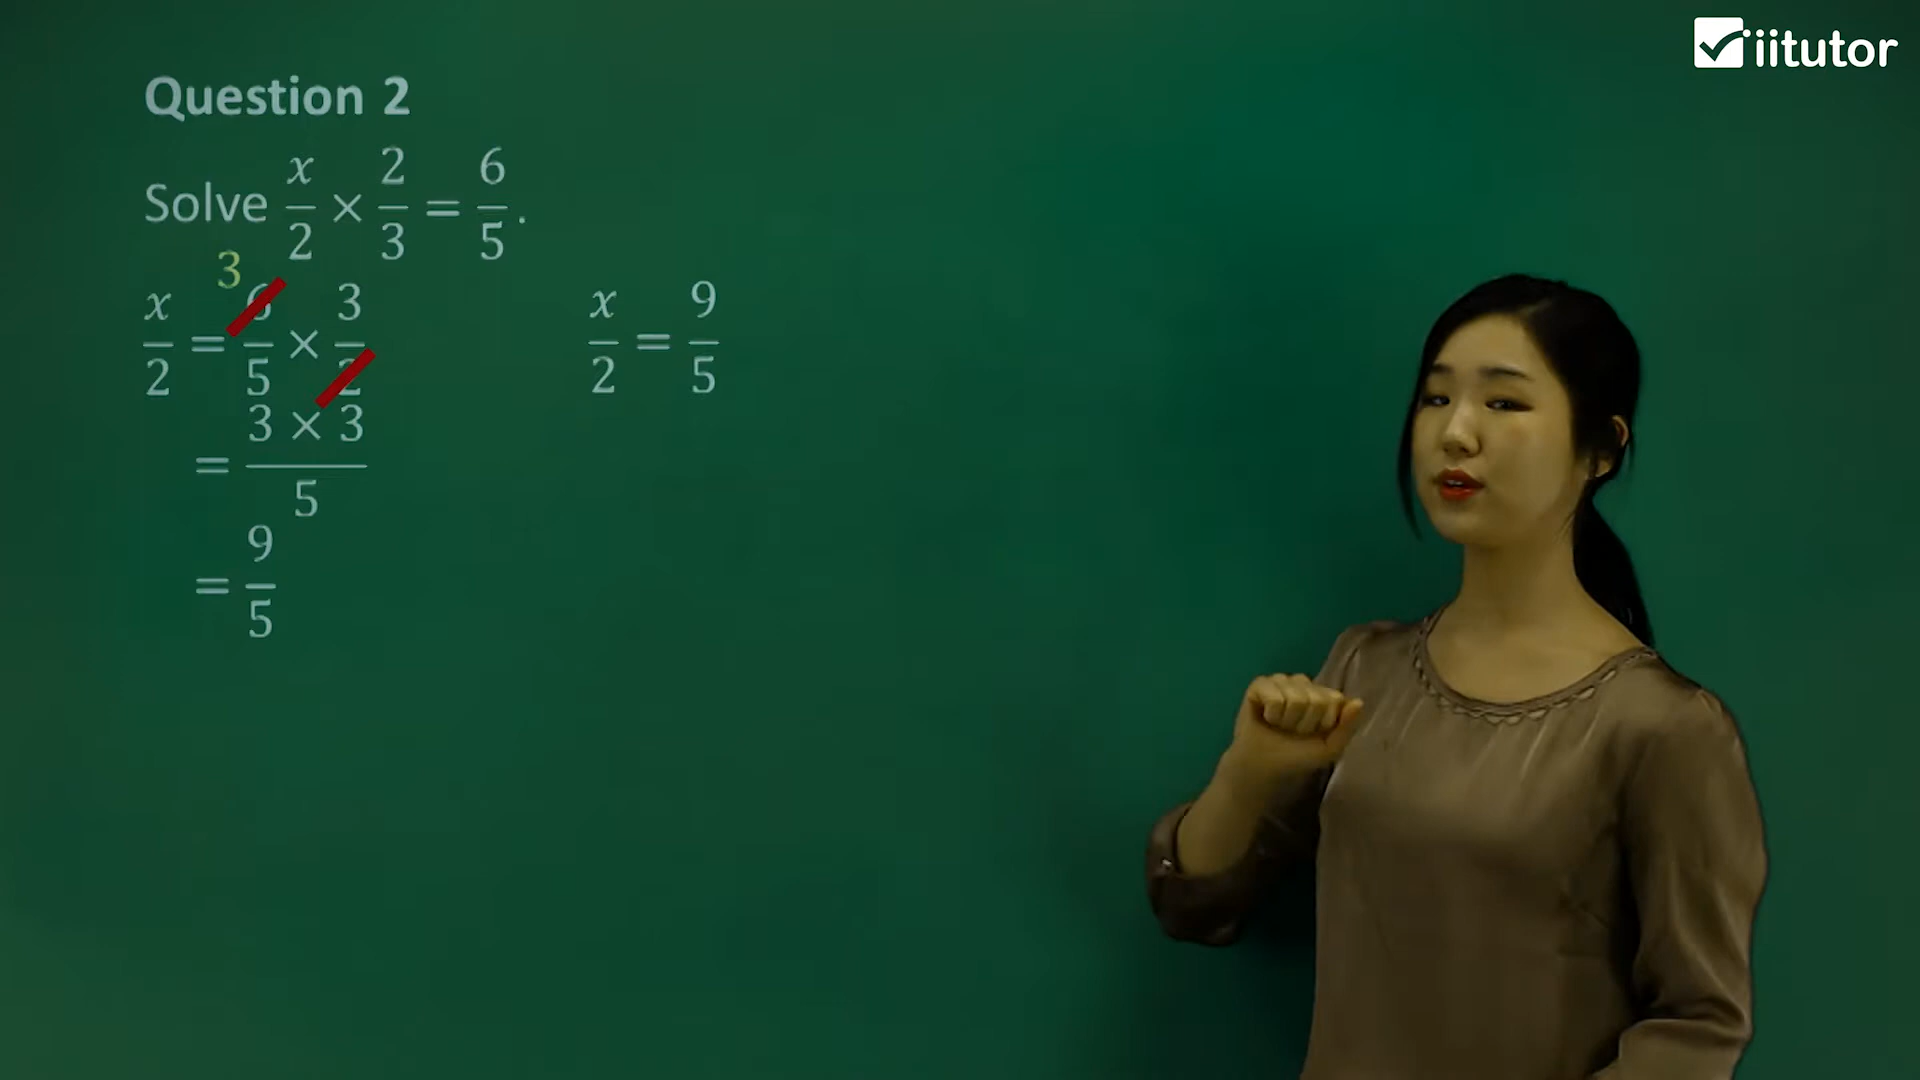 iitutor
Question 2
Solve x/2 × 2/3 = 6/5.
3
x/2 = 6/5 × 3/2
= 3 × 3/5
= 9/5
x/2 = 9/5